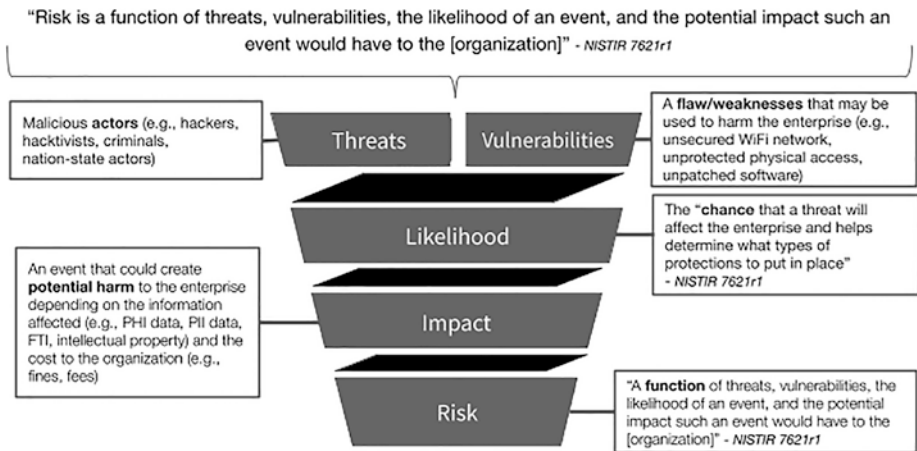 “Risk is a function of threats, vulnerabilities, the likelihood of an event, and the potential impact such an
event would have to the [organization]” - NISTIR 7621r1
Malicious actors (e.g., hackers,
hacktivists, criminals,
nation-state actors)
Threats
Vulnerabilities
A flaw/weaknesses that may be
used to harm the enterprise (e.g.,
unsecured WiFi network,
unprotected physical access,
unpatched software)
Likelihood
The “chance that a threat will
affect the enterprise and helps
determine what types of
protections to put in place”
- NISTIR 7621r1
An event that could create
potential harm to the enterprise
depending on the information
affected (e.g., PHI data, PII data,
FTI, intellectual property) and the
cost to the organization (e.g.,
fines, fees)
Impact
Risk
“A function of threats, vulnerabilities, the
likelihood of an event, and the potential
impact such an event would have to the
[organization]” - NISTIR 7621r1